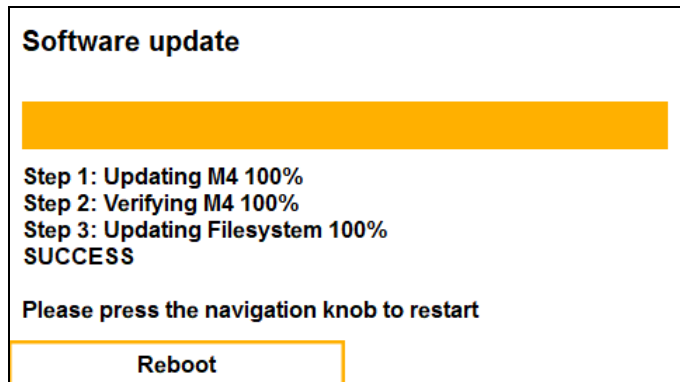 Software update
Step 1: Updating M4 100%
Step 2: Verifying M4 100%
Step 3: Updating Filesystem 100%
SUCCESS
Please press the navigation knob to restart
Reboot